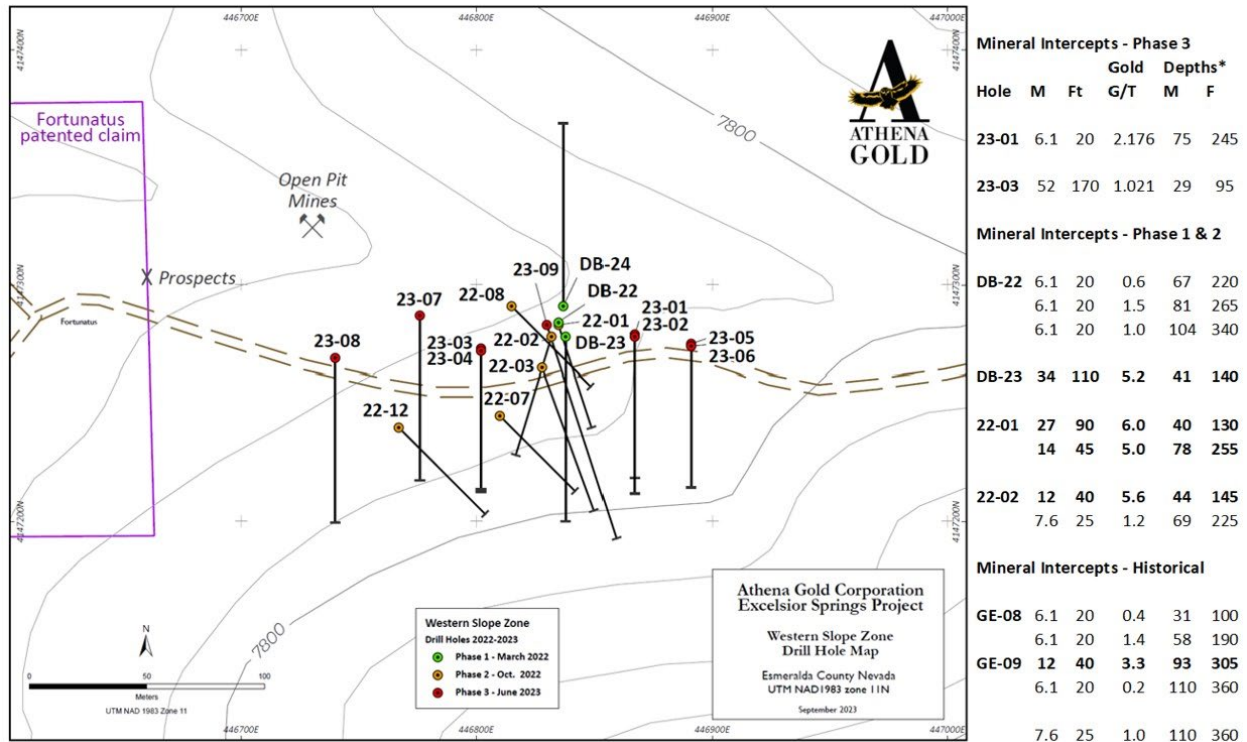 446700E
446800E
446900E
447000E
4147400N
4147400N
Fortunatus
patented claim
7800
ATHENA
GOLD
Open Pit
Mines
Prospects
4147300N
4147300N
Fortunatus
23-09
DB-24
DB-22
22-08
23-07
22-01
23-01
23-02
22-02
DB-23
23-05
23-06
23-08
23-03
23-04
22-03
22-12
22-07
4147200N
4147200N
7800
N
0 50 100
Meters
UTM NAD 1983 Zone 11
Western Slope Zone
Drill Holes 2022-2023
Phase 1 - March 2022
Phase 2 - Oct. 2022
Phase 3 - June 2023
Athena Gold Corporation
Excelsior Springs Project
Western Slope Zone
Drill Hole Map
Esmeralda County Nevada
UTM NAD1983 zone 11N
September 2023
446700E
446800E
446900E
447000E
Mineral Intercepts - Phase 3
Gold Depths*
Hole M Ft G/T M F
23-01 6.1 20 2.176 75 245
23-03 52 170 1.021 29 95
Mineral Intercepts - Phase 1 & 2
DB-22 6.1 20 0.6 67 220
6.1 20 1.5 81 265
6.1 20 1.0 104 340
DB-23 34 110 5.2 41 140
22-01 27 90 6.0 40 130
14 45 5.0 78 255
22-02 12 40 5.6 44 145
7.6 25 1.2 69 225
Mineral Intercepts - Historical
GE-08 6.1 20 0.4 31 100
6.1 20 1.4 58 190
GE-09 12 40 3.3 93 305
6.1 20 0.2 110 360
7.6 25 1.0 110 360